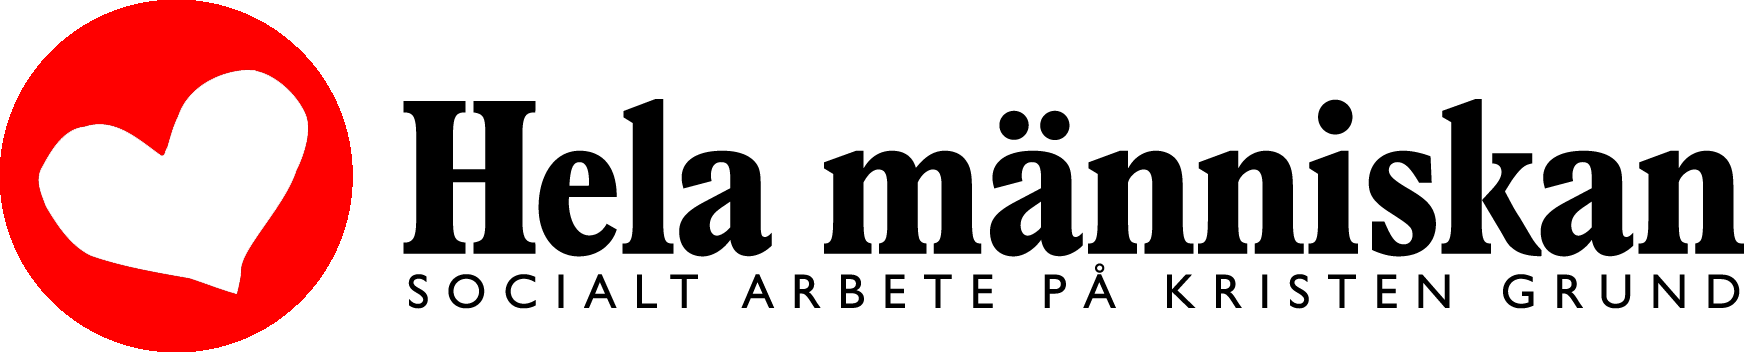 Hela människan
SOCIALT ARBETE PÅ KRISTEN GRUND